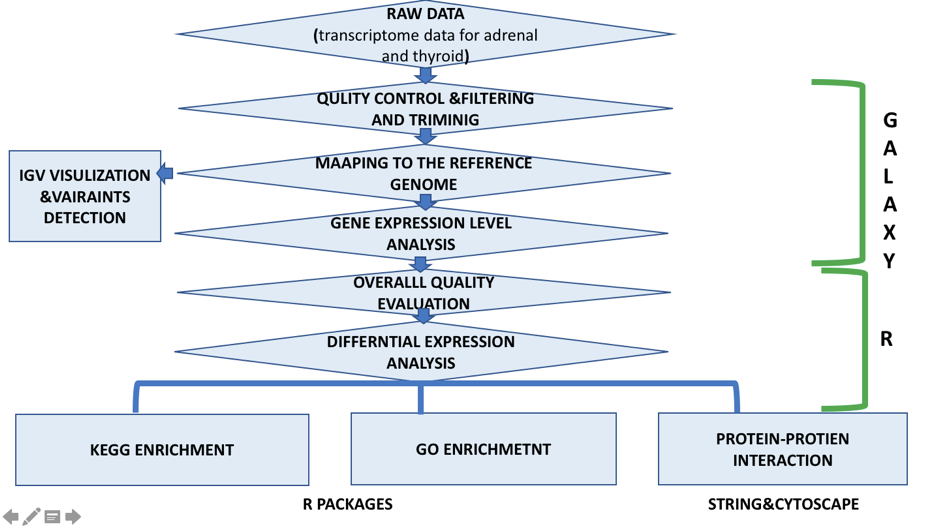 RAW DATA
(transcriptome data for adrenal
and thyroid)
QULITY CONTROL &FILTERING
AND TRIMINIG
MAAPING TO THE REFERENCE
GENOME
IGV VISULIZATION
&VAIRAINTS
DETECTION
GENE EXPRESSION LEVEL
ANALYSIS
OVERALLL QUALITY
EVALUATION
DIFFERNTIAL EXPRESSION
ANALYSIS
G
A
L
A
X
Y
R
KEGG ENRICHMENT
GO ENRICHMETNT
PROTEIN-PROTIEN
INTERACTION
R PACKAGES
STRING&CYTOSCAPE